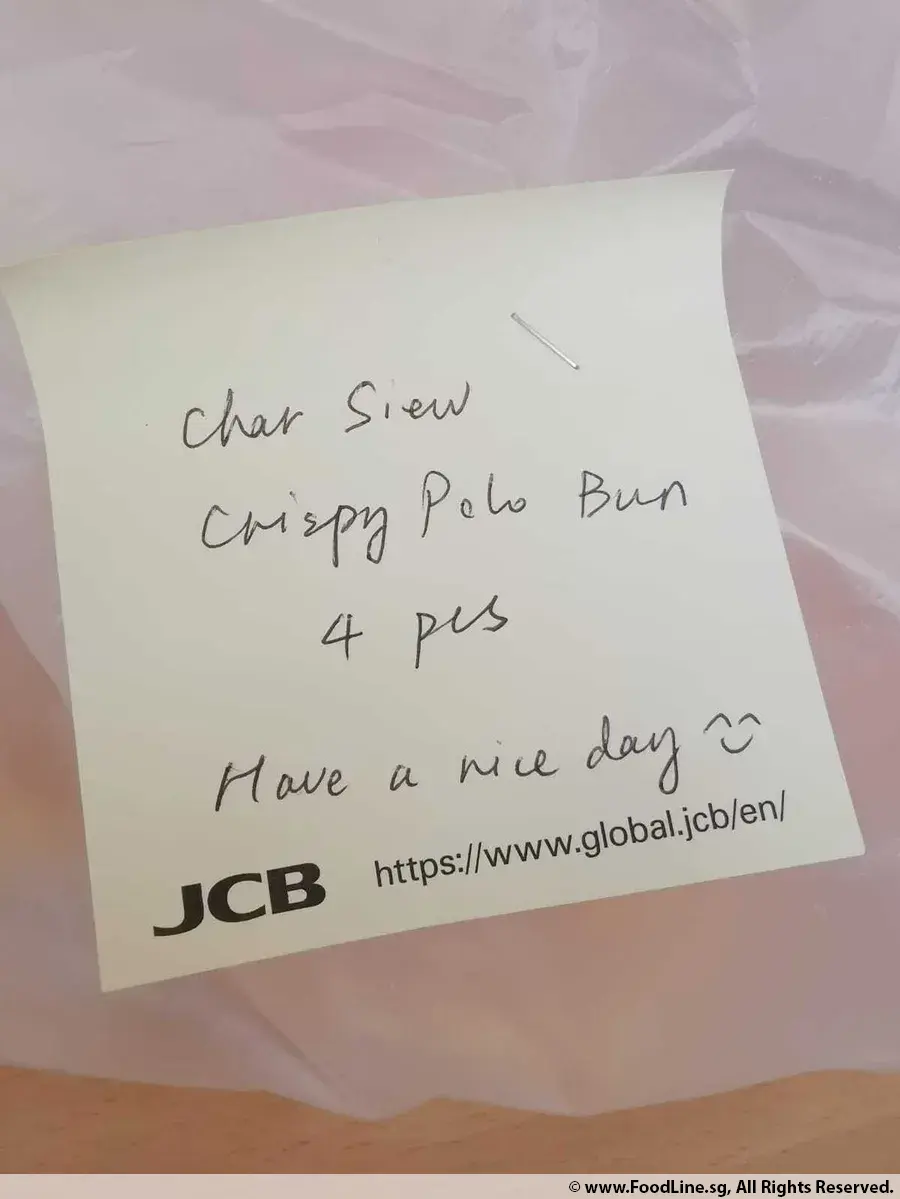 Char Siew
Crispy Polo Bun
4 pcs
Have a nice day
JCB https://www.global.jcb/en/
© www.FoodLine.sg, All Rights Reserved.